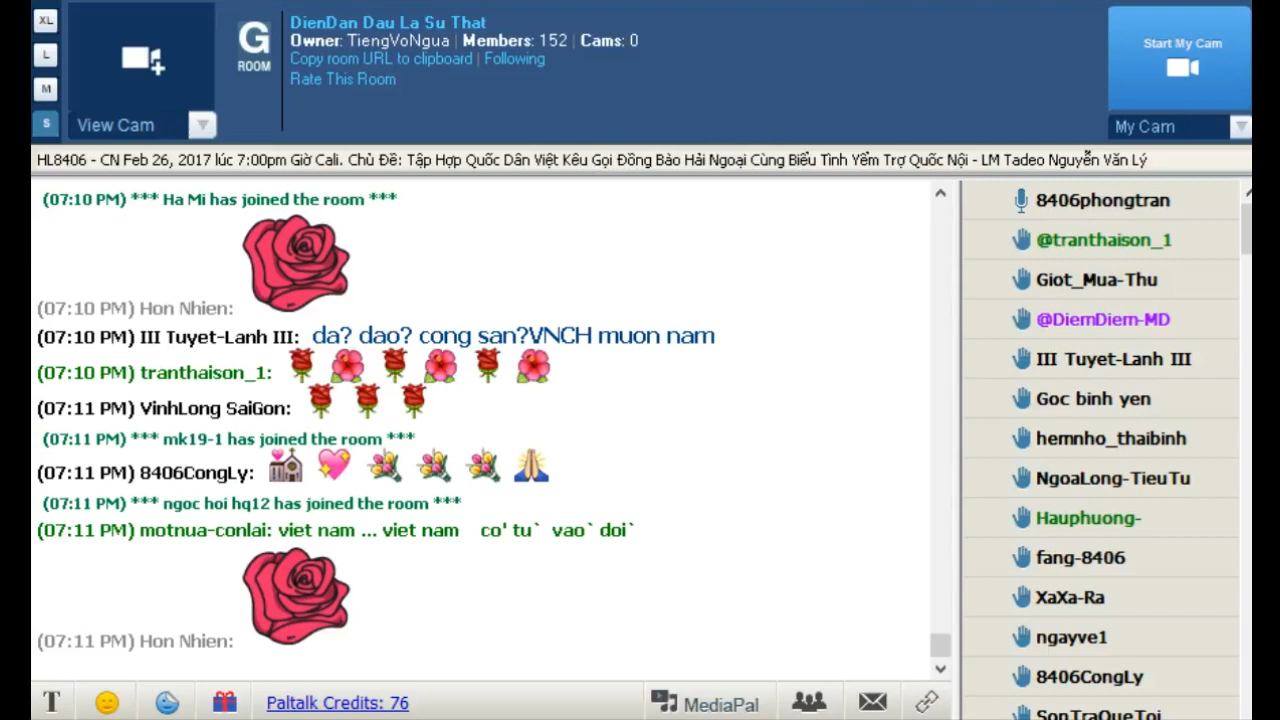 XL
L
M
S
View Cam
G
ROOM
DienDan Dau La Su That
Owner: TiengVoNgua | Members: 152 | Cams: 0
Copy room URL to clipboard | Following
Rate This Room
Start My Cam
My Cam
HL8406 - CN Feb 26, 2017 lúc 7:00pm Giờ Cali. Chủ Đề: Tập Hợp Quốc Dân Việt Kêu Gọi Đồng Bào Hải Ngoại Cùng Biểu Tình Yểm Trợ Quốc Nội - LM Tadeo Nguyễn Văn Lý
(07:10 PM) *** Ha Mi has joined the room ***
(07:10 PM) Hon Nhien:
(07:10 PM) III Tuyet-Lanh III: da? dao? cong san?VNCH muon nam
(07:10 PM) tranthaison_1:
(07:11 PM) VinhLong SaiGon:
(07:11 PM) *** mk19-1 has joined the room ***
(07:11 PM) 8406CongLy:
(07:11 PM) *** ngoc hoi hq12 has joined the room ***
(07:11 PM) motnua-conlai: viet nam ... viet nam co' tu` vao` doi`
(07:11 PM) Hon Nhien:
8406phongtran
@tranthaison_1
Giot_Mua-Thu
@DiemDiem-MD
III Tuyet-Lanh III
Goc binh yen
hemnho_thaibinh
NgoaLong-TieuTu
Hauphuong-
fang-8406
XaXa-Ra
ngayve1
8406CongLy
SonTraQueToi
T
Paltalk Credits: 76
MediaPal